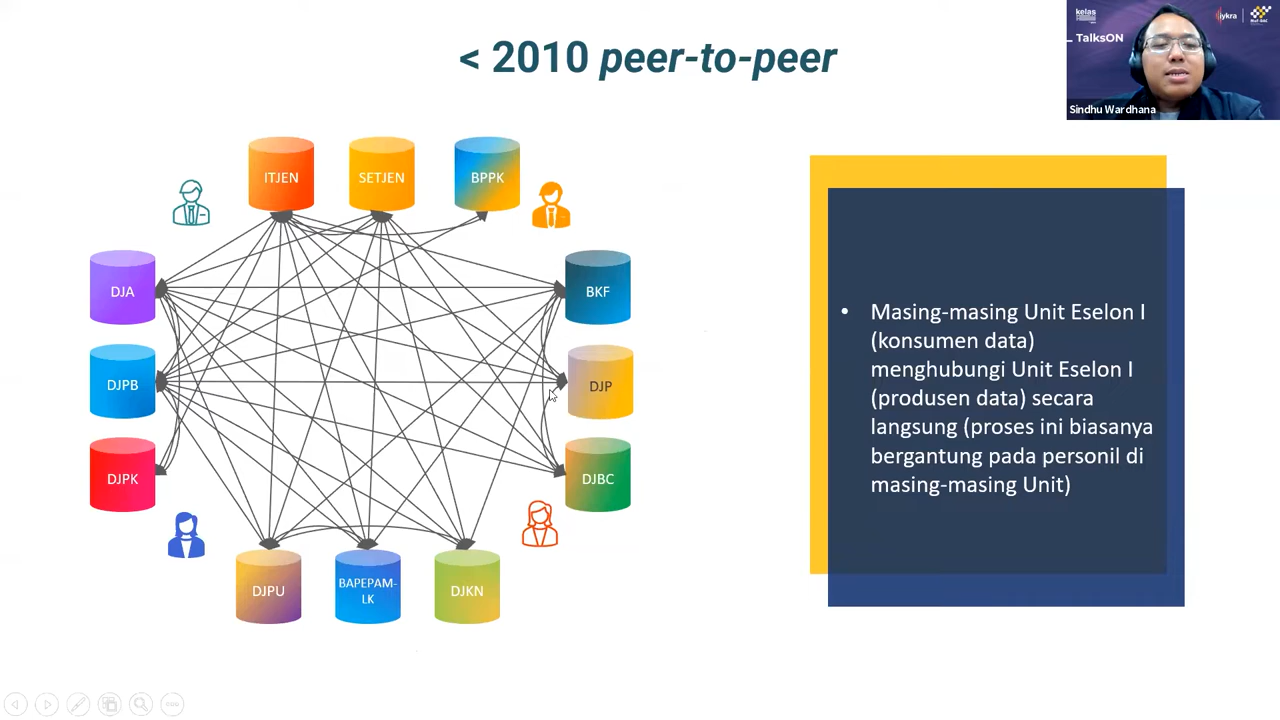 < 2010 peer-to-peer
kelas
TalksON
iykra
Sindhu Wardhana
ITJEN
SETJEN
BPPK
DJA
BKF
DJPB
DJP
DJPK
DJBC
DJPU
BAPEPAM-
LK
DJKN
• Masing-masing Unit Eselon I
(konsumen data)
menghubungi Unit Eselon I
(produsen data) secara
langsung (proses ini biasanya
bergantung pada personil di
masing-masing Unit)